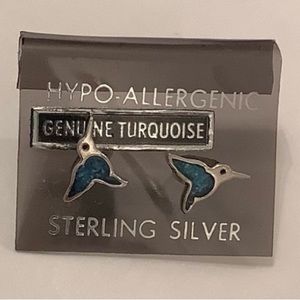 HYPO-ALLERGENIC
GENUINE TURQUOISE
STERLING SILVER